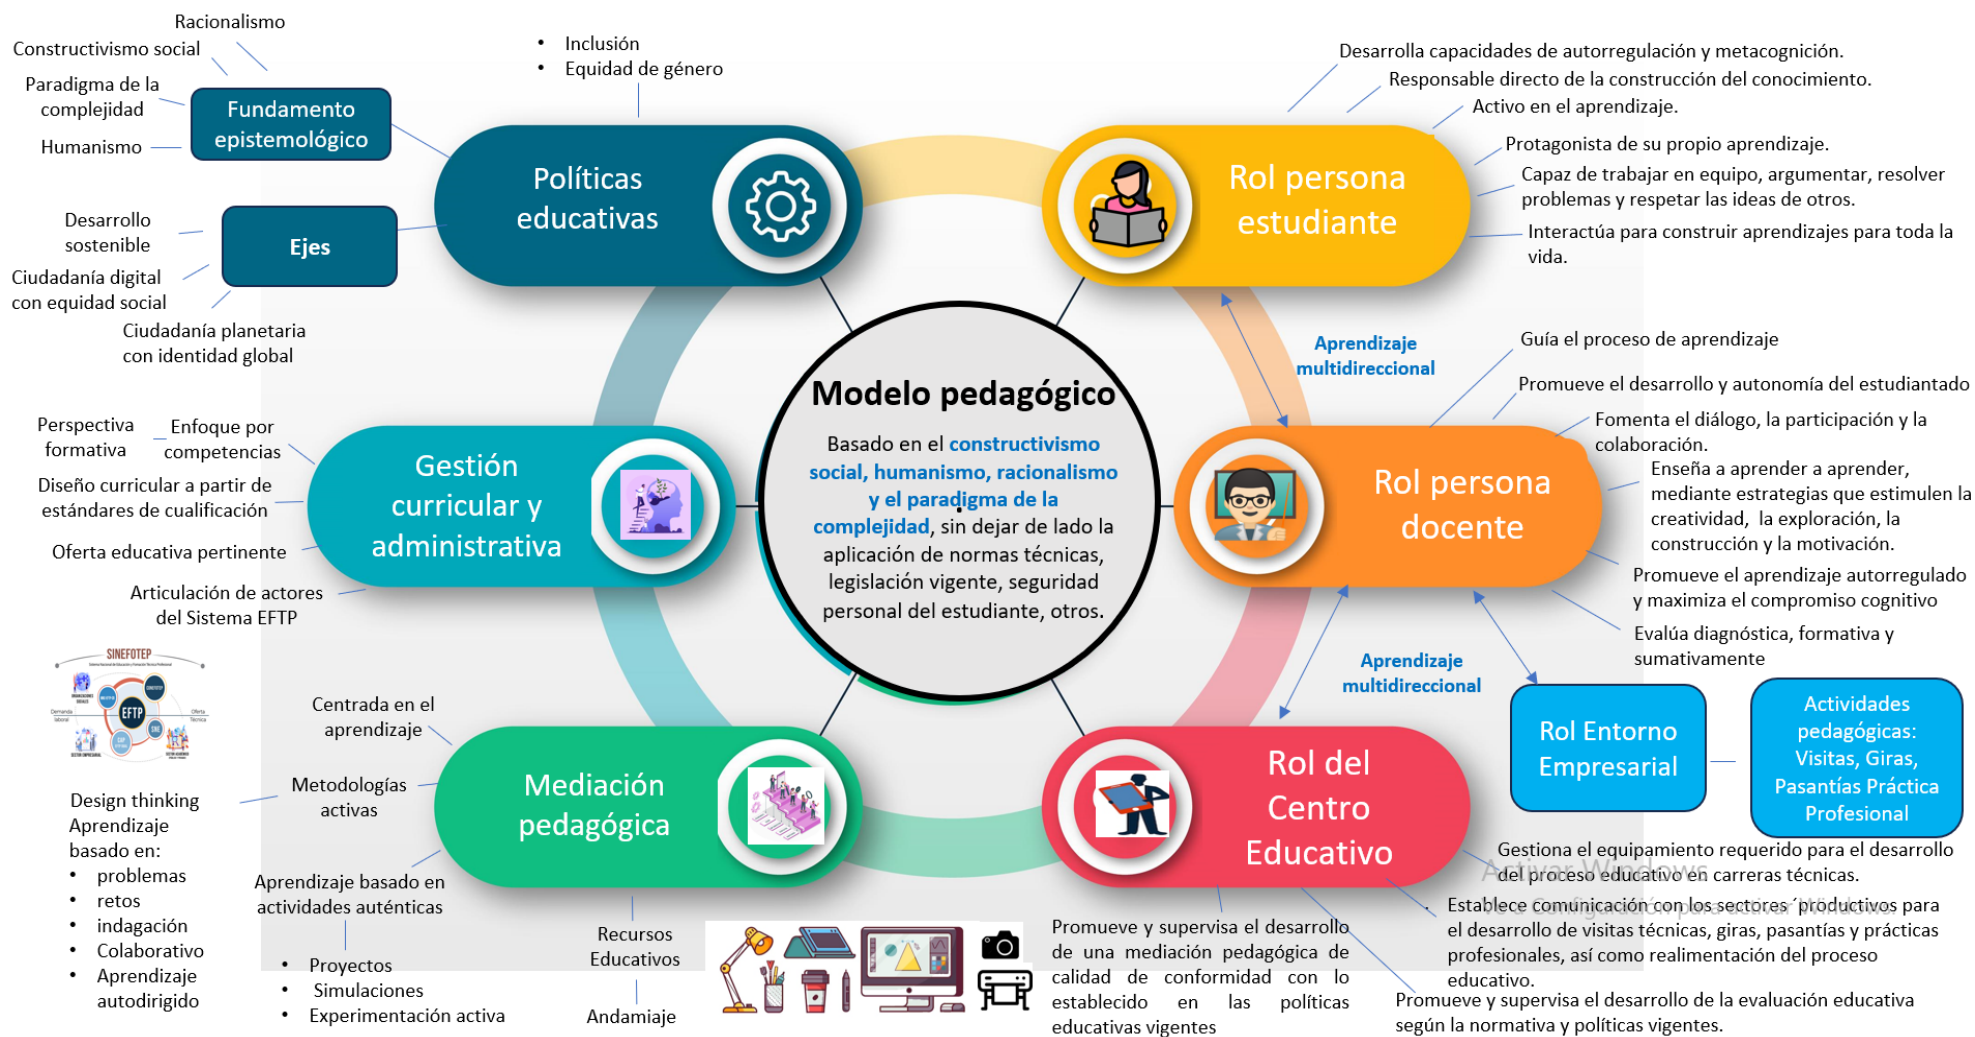 Racionalismo
Constructivismo social
Paradigma de la
complejidad
Humanismo
Fundamento
epistemológico
Desarrollo
sostenible
Ciudadanía digital
con equidad social
Ciudadanía planetaria
con identidad global
Ejes
• Inclusión
• Equidad de género
Políticas
educativas
Rol persona
estudiante
Desarrolla capacidades de autorregulación y metacognición.
Responsable directo de la construcción del conocimiento.
Activo en el aprendizaje.
Protagonista de su propio aprendizaje.
Capaz de trabajar en equipo, argumentar, resolver
problemas y respetar las ideas de otros.
Interactúa para construir aprendizajes para toda la
vida.
Aprendizaje
multidireccional
Modelo pedagógico
Basado en el constructivismo
social, humanismo, racionalismo
y el paradigma de la
complejidad, sin dejar de lado la
aplicación de normas técnicas,
legislación vigente, seguridad
personal del estudiante, otros.
Perspectiva
formativa
Enfoque por
competencias
Diseño curricular a partir de
estándares de cualificación
Oferta educativa pertinente
Articulación de actores
del Sistema EFTP
Gestión
curricular y
administrativa
Rol persona
docente
Guía el proceso de aprendizaje
Promueve el desarrollo y autonomía del estudiantado
Fomenta el diálogo, la participación y la
colaboración.
Enseña a aprender a aprender,
mediante estrategias que estimulen la
creatividad, la exploración, la
construcción y la motivación.
Promueve el aprendizaje autorregulado
y maximiza el compromiso cognitivo
Evalúa diagnóstica, formativa y
sumativamente
Aprendizaje
multidireccional
Rol Entorno
Empresarial
Actividades
pedagógicas:
Visitas, Giras,
Pasantías Práctica
Profesional
SINEFOTEP
Demanda
laboral
EFTP
Oferta
Técnica
Centrada en el
aprendizaje
Metodologías
activas
Design thinking
Aprendizaje
basado en:
• problemas
• retos
• indagación
• Colaborativo
• Aprendizaje
autodirigido
Aprendizaje basado en
actividades auténticas
• Proyectos
• Simulaciones
• Experimentación activa
Mediación
pedagógica
Recursos
Educativos
Andamiaje
Rol del
Centro
Educativo
Promueve y supervisa el desarrollo
de una mediación pedagógica de
calidad de conformidad con lo
establecido en las políticas
educativas vigentes
Gestiona el equipamiento requerido para el desarrollo
del proceso educativo en carreras técnicas.
Establece comunicación con los sectores ´productivos para
el desarrollo de visitas técnicas, giras, pasantías y prácticas
profesionales, así como realimentación del proceso
educativo.
Promueve y supervisa el desarrollo de la evaluación educativa
según la normativa y políticas vigentes.
Activar Windows
Ve a Configuración para activar Windows.